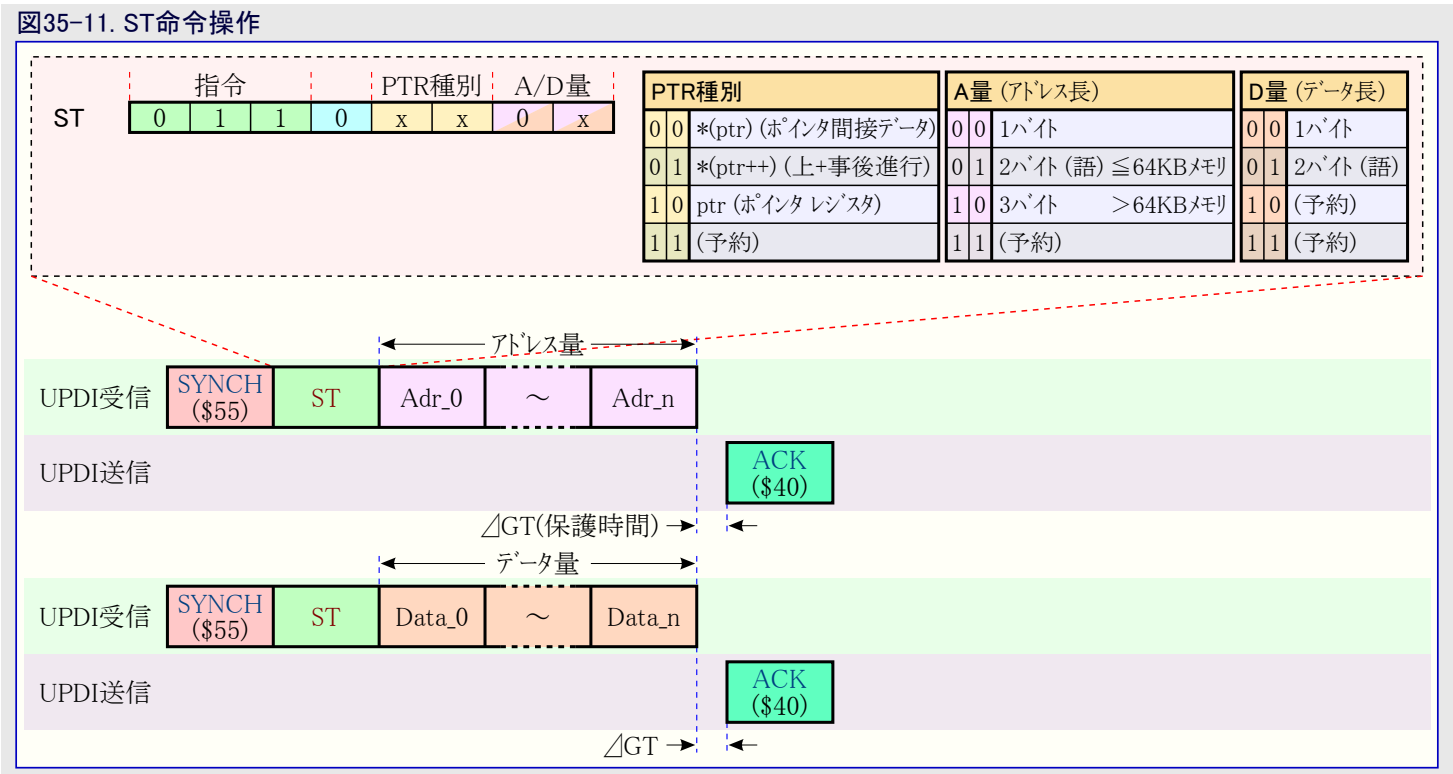 図35-11. ST命令操作
指令 PTR種別 A/D量
ST 0 1 1 0 x x 0 x
PTR種別
0 0 *(ptr) (ポインタ間接データ)
0 1 *(ptr++) (上+事後進行)
1 0 ptr (ポインタ レジスタ)
1 1 (予約)
A量 (アドレス長)
0 0 1バイト
0 1 2バイト (語) ≦64KBメモリ
1 0 3バイト >64KBメモリ
1 1 (予約)
D量 (データ長)
0 0 1バイト
0 1 2バイト (語)
1 0 (予約)
1 1 (予約)
アドレス量
UPDI受信 SYNCH ($55) ST Adr_0 ～ Adr_n
UPDI送信 ACK ($40)
⊿GT(保護時間)
データ量
UPDI受信 SYNCH ($55) ST Data_0 ～ Data_n
UPDI送信 ACK ($40)
⊿GT